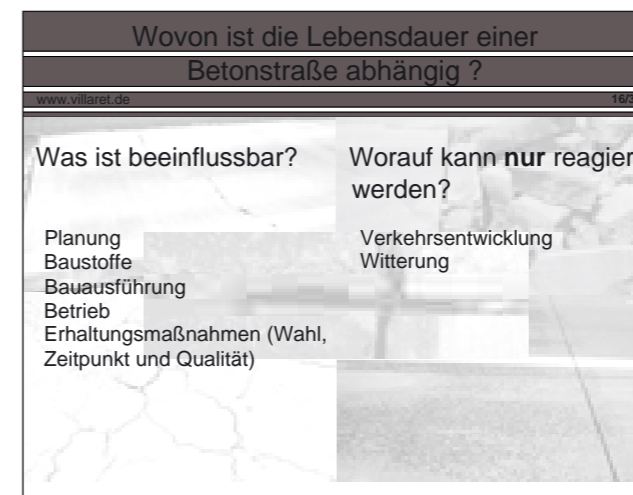 Wovon ist die Lebensdauer einer
Betonstraße abhängig ?
www.villaret.de 16/3
Was ist beeinflussbar?
Planung
Baustoffe
Bauausführung
Betrieb
Erhaltungsmaßnahmen (Wahl,
Zeitpunkt und Qualität)
Worauf kann nur reagier
werden?
Verkehrsentwicklung
Witterung